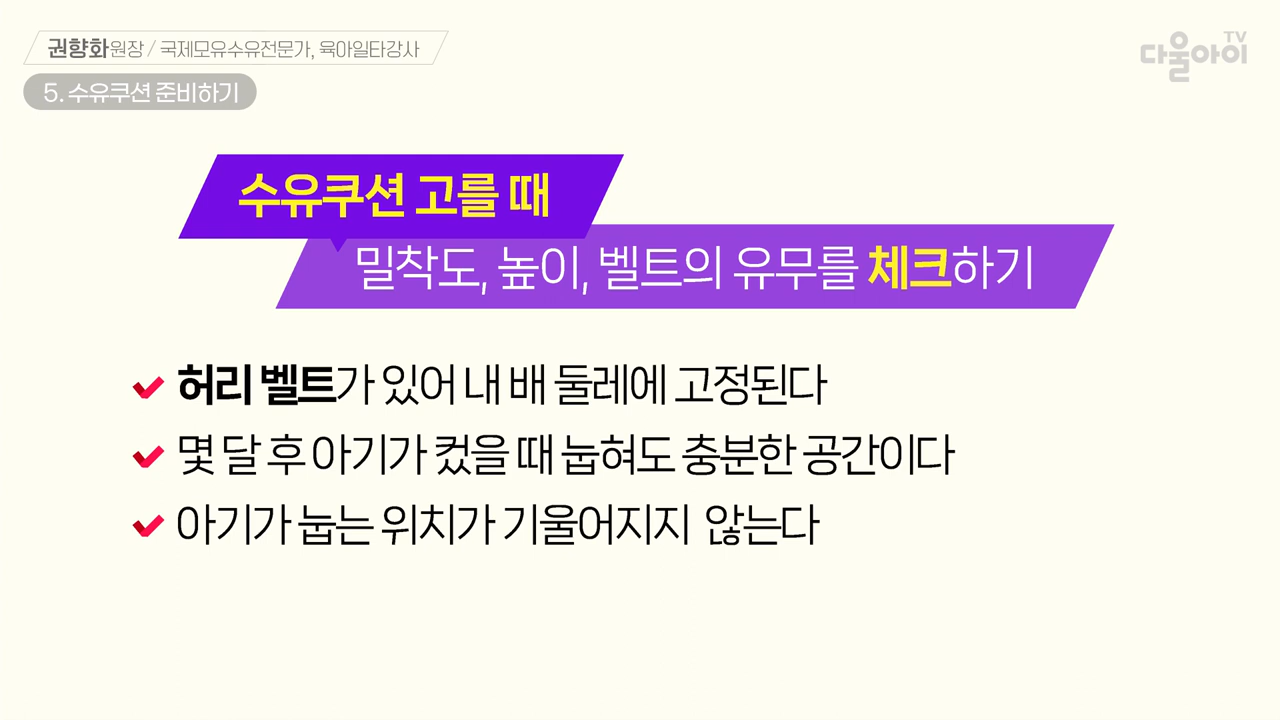 권향화원장 / 국제모유수유전문가, 육아일타강사
다울아이 TV
5. 수유쿠션 준비하기
수유쿠션 고를 때
밀착도, 높이, 벨트의 유무를 체크하기
허리 벨트가 있어 내 배 둘레에 고정된다
몇 달 후 아기가 컸을 때 눕혀도 충분한 공간이다
아기가 눕는 위치가 기울어지지 않는다